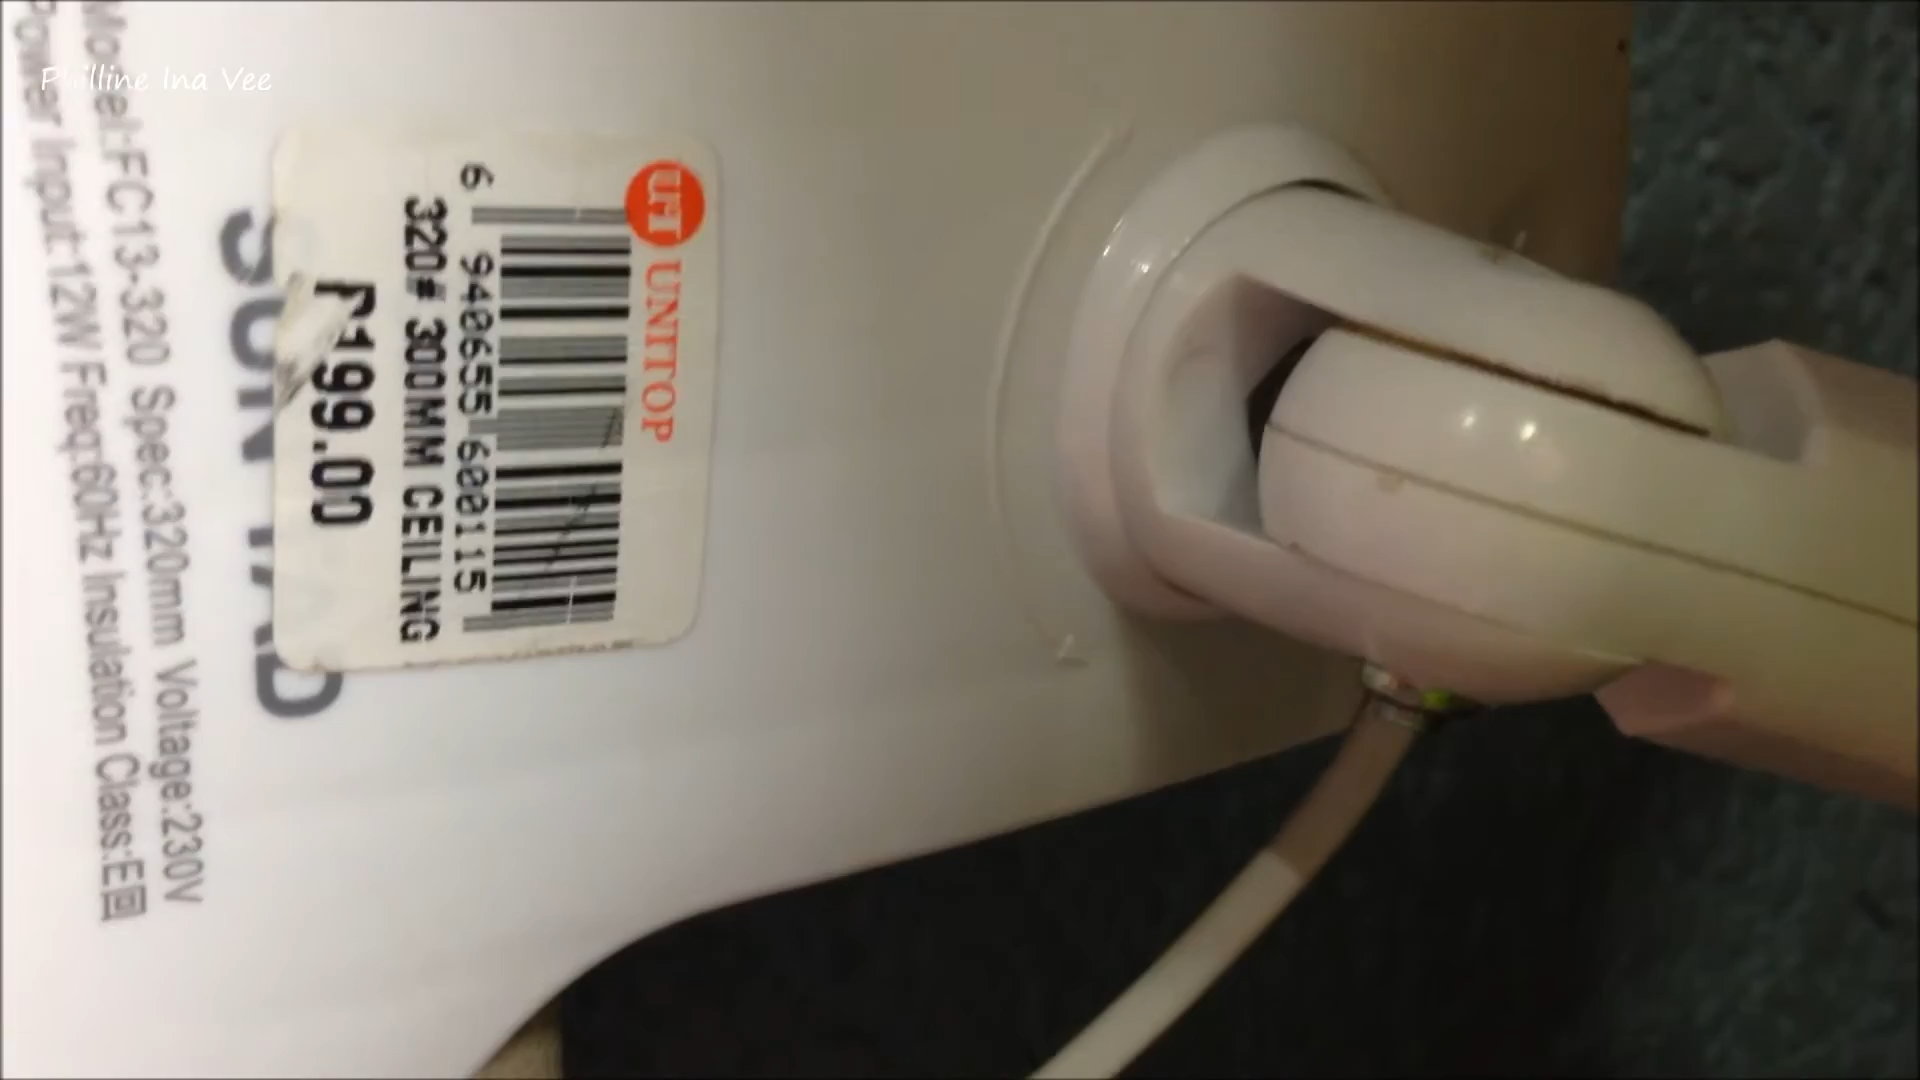 Philline Ina Vee
UNITOP
6 940655 600115
320# 300MM CEILING
P199.00
Model:FC13-320 Spec:320mm Voltage:230V
Power Input:12W Freq:60Hz Insulation Class:E